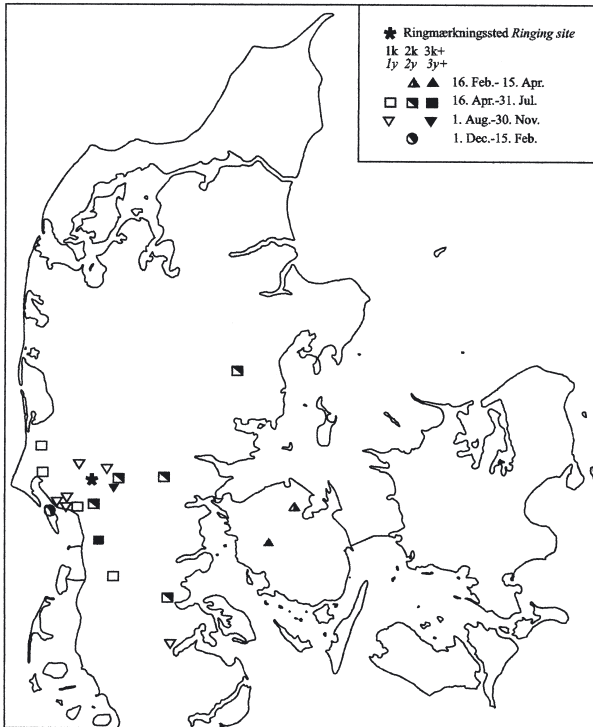 Ringmærkningssted Ringing site
1k 2k 3k+
1y 2y 3y+
16. Feb.- 15. Apr.
16. Apr.-31. Jul.
1. Aug.-30. Nov.
1. Dec.-15. Feb.